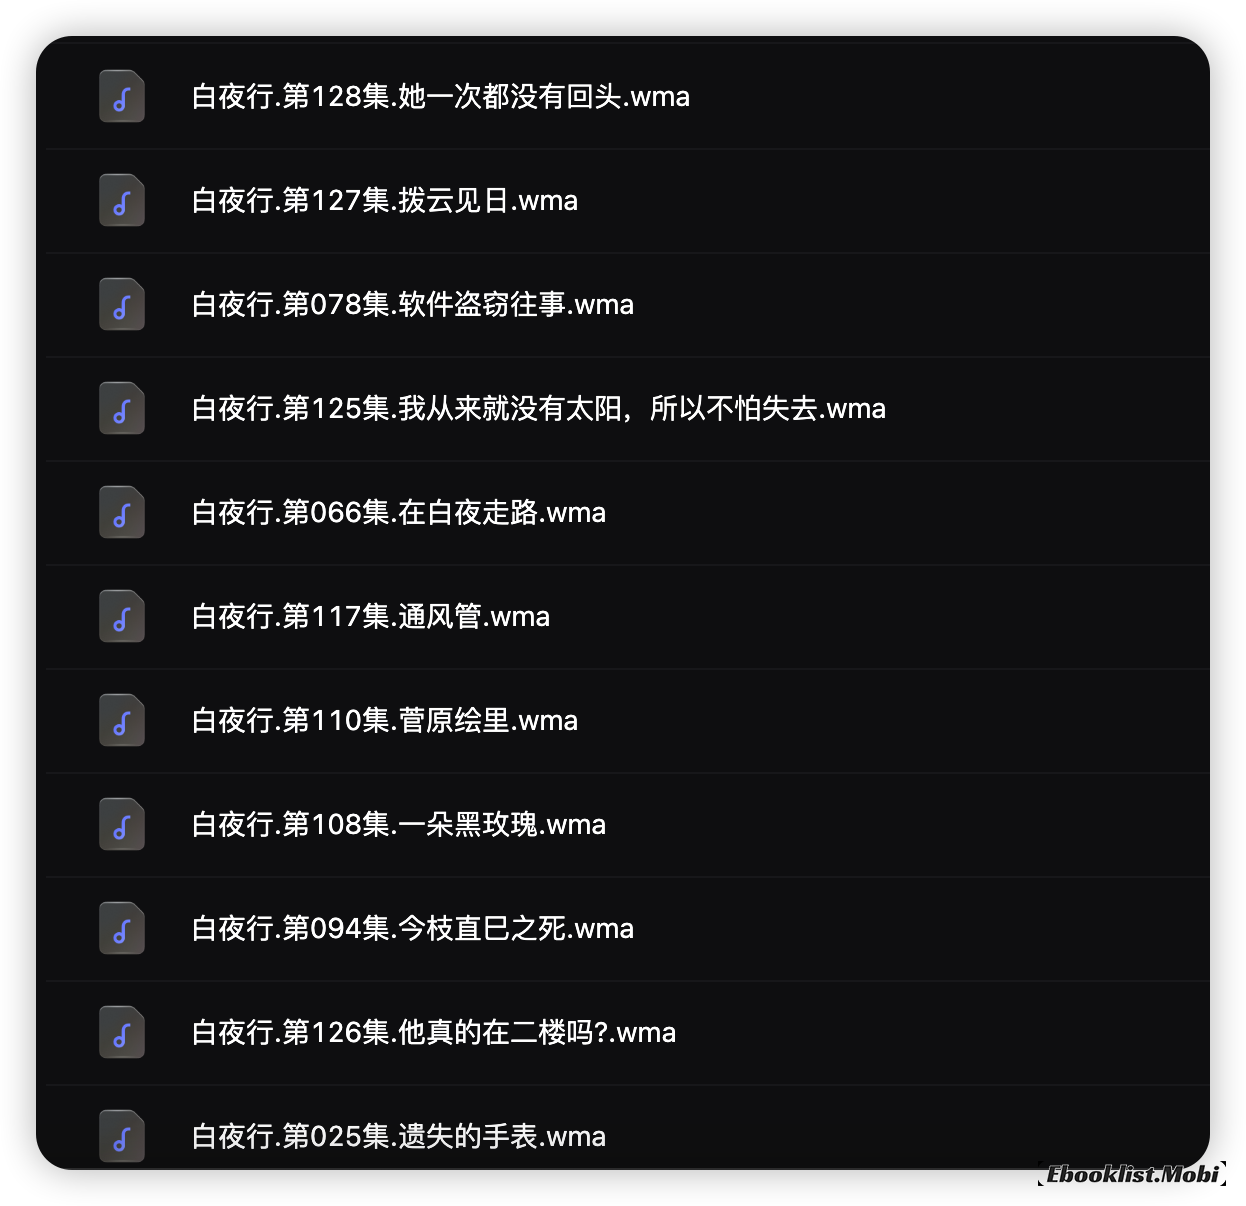 白夜行.第128集.她一次都没有回头.wma
白夜行.第127集.拨云见日.wma
白夜行.第078集.软件盗窃往事.wma
白夜行.第125集.我从来就没有太阳，所以不怕失去.wma
白夜行.第066集.在白夜走路.wma
白夜行.第117集.通风管.wma
白夜行.第110集.菅原绘里.wma
白夜行.第108集.一朵黑玫瑰.wma
白夜行.第094集.今枝直巳之死.wma
白夜行.第126集.他真的在二楼吗?.wma
白夜行.第025集.遗失的手表.wma
【Ebooklist.Mobi】